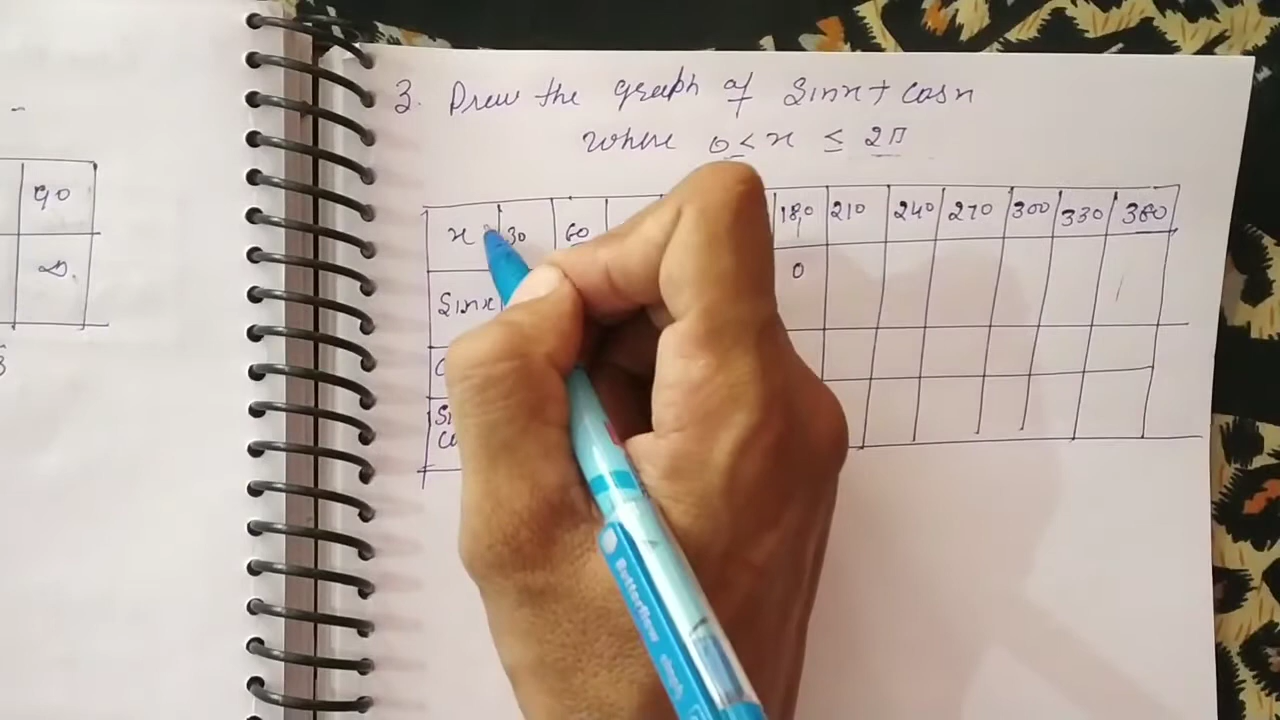 90
∞.
3. Draw the graph of Sinx + cosx
where 0 < x ≤ 2π
x 30 60 180 210 240 270 300 330 360
Sinx 0
Butterflow